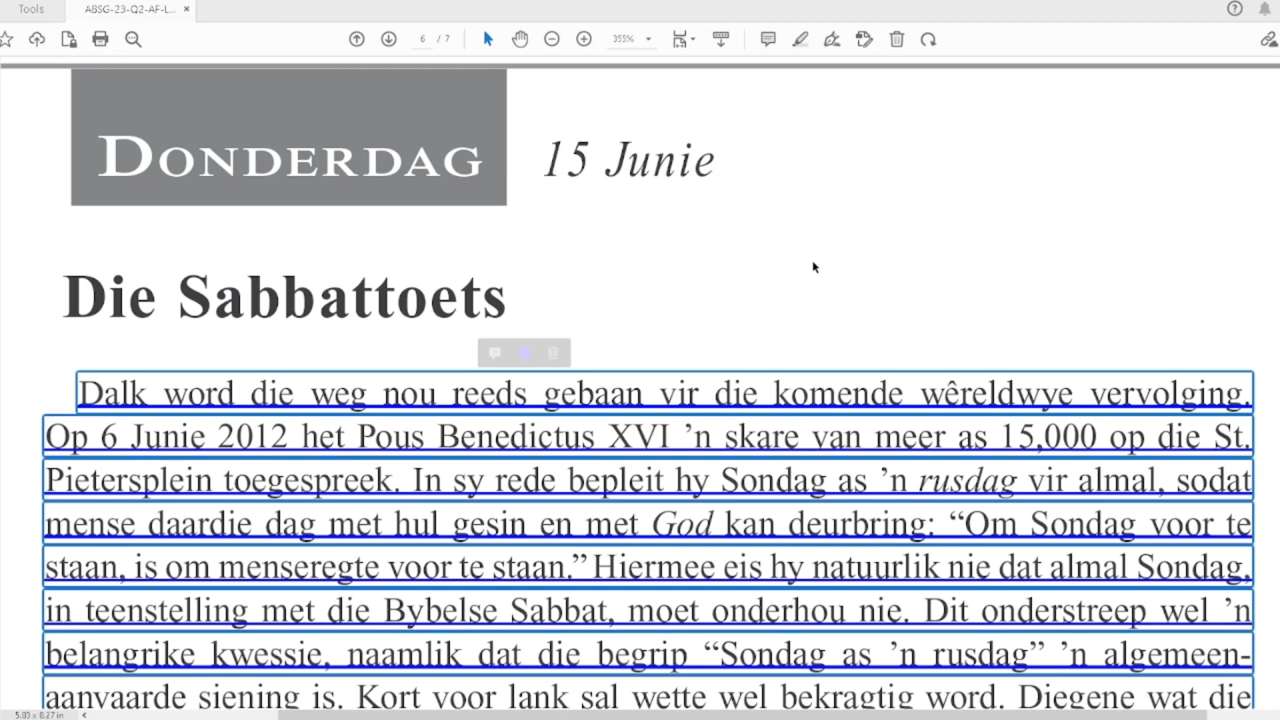 Tools
ABSG-23-Q2-AF-L...
6 / 7
355%
DONDERDAG
15 Junie
Die Sabbattoets
Dalk word die weg nou reeds gebaan vir die komende wêreldwye vervolging.
Op 6 Junie 2012 het Pous Benedictus XVI ’n skare van meer as 15,000 op die St.
Pietersplein toegespreek. In sy rede bepleit hy Sondag as ’n rusdag vir almal, sodat
mense daardie dag met hul gesin en met God kan deurbring: “Om Sondag voor te
staan, is om menseregte voor te staan.” Hiermee eis hy natuurlik nie dat almal Sondag,
in teenstelling met die Bybelse Sabbat, moet onderhou nie. Dit onderstreep wel ’n
belangrike kwessie, naamlik dat die begrip “Sondag as ’n rusdag” ’n algemeen-
aanvaarde siening is. Kort voor lank sal wette wel bekragtig word. Diegene wat die
5.83 x 8.27 in